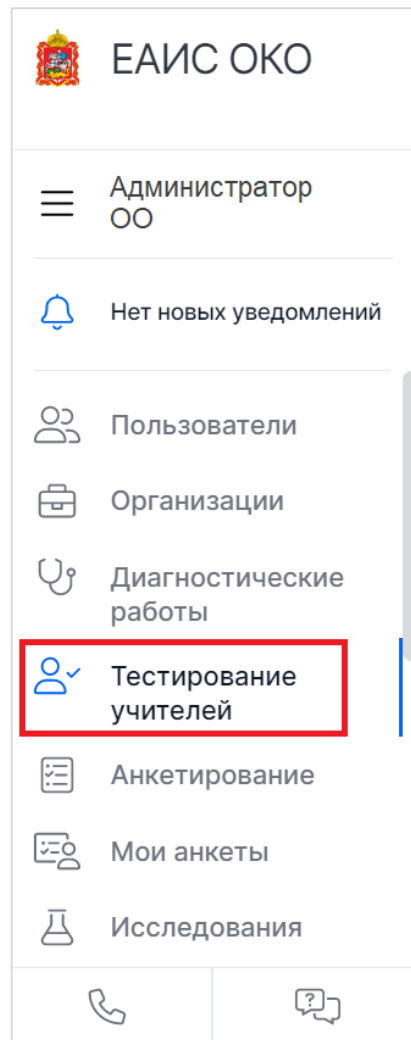 ЕАИС ОКО
Администратор
ОО
Нет новых уведомлений
Пользователи
Организации
Диагностические
работы
Тестирование
учителей
Анкетирование
Мои анкеты
Исследования